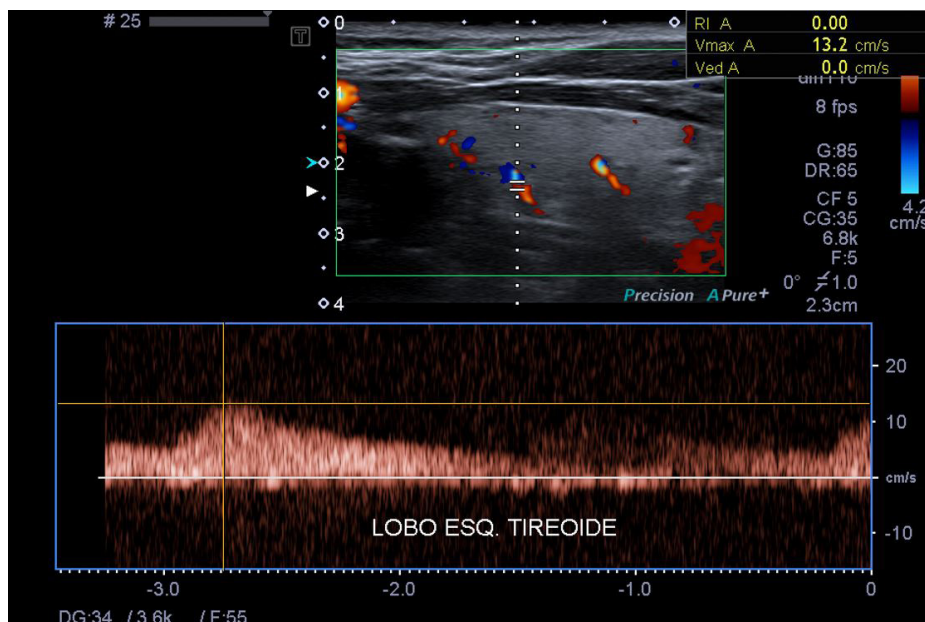 # 25
T
RI A 0.00
Vmax A 13.2 cm/s
Ved A 0.0 cm/s
8 fps
G:85
DR:65
CF 5
CG:35
6.8k
F:5
0° 1.0
2.3cm
4.2
cm/s
0
1
2
3
4
Precision A Pure+
20
10
cm/s
-10
LOBO ESQ. TIREOIDE
-3.0 -2.0 -1.0 0
DG:34 / 3.6k / F:55